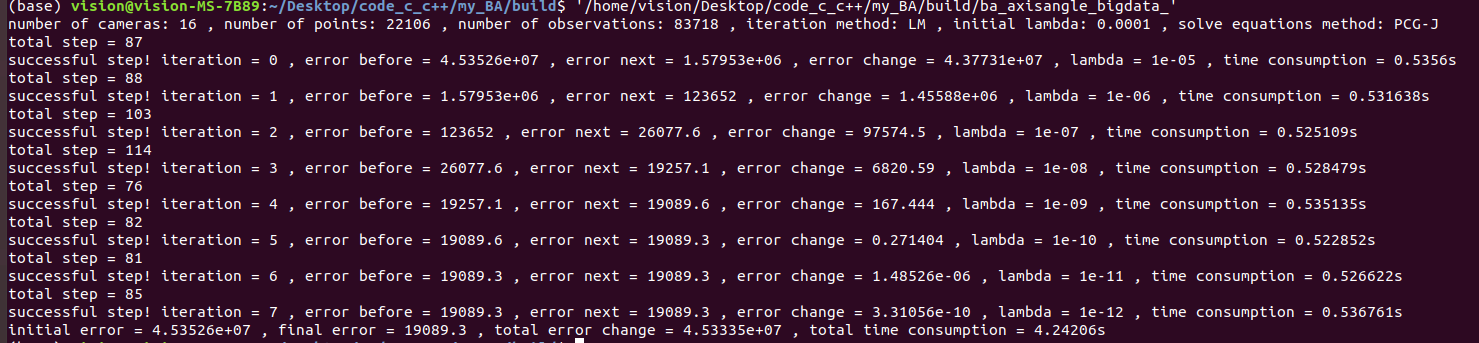 (base) vision@vision-MS-7B89:~/Desktop/code_c_c++/my_BA/build$ '/home/vision/Desktop/code_c_c++/my_BA/build/ba_axisangle_bigdata_'
number of cameras: 16 , number of points: 22106 , number of observations: 83718 , iteration method: LM , initial lambda: 0.0001 , solve equations method: PCG-J
total step = 87
successful step! iteration = 0 , error before = 4.53526e+07 , error next = 1.57953e+06 , error change = 4.37731e+07 , lambda = 1e-05 , time consumption = 0.5356s
total step = 88
successful step! iteration = 1 , error before = 1.57953e+06 , error next = 123652 , error change = 1.45588e+06 , lambda = 1e-06 , time consumption = 0.531638s
total step = 103
successful step! iteration = 2 , error before = 123652 , error next = 26077.6 , error change = 97574.5 , lambda = 1e-07 , time consumption = 0.525109s
total step = 114
successful step! iteration = 3 , error before = 26077.6 , error next = 19257.1 , error change = 6820.59 , lambda = 1e-08 , time consumption = 0.528479s
total step = 76
successful step! iteration = 4 , error before = 19257.1 , error next = 19089.6 , error change = 167.444 , lambda = 1e-09 , time consumption = 0.535135s
total step = 82
successful step! iteration = 5 , error before = 19089.6 , error next = 19089.3 , error change = 0.271404 , lambda = 1e-10 , time consumption = 0.522852s
total step = 81
successful step! iteration = 6 , error before = 19089.3 , error next = 19089.3 , error change = 1.48526e-06 , lambda = 1e-11 , time consumption = 0.526622s
total step = 85
successful step! iteration = 7 , error before = 19089.3 , error next = 19089.3 , error change = 3.31056e-10 , lambda = 1e-12 , time consumption = 0.536761s
initial error = 4.53526e+07 , final error = 19089.3 , total error change = 4.53335e+07 , total time consumption = 4.24206s